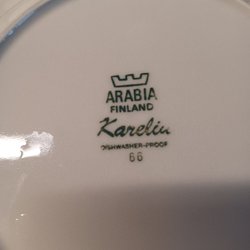 ARABIA
FINLAND
Karelia
DISHWASHER-PROOF
66